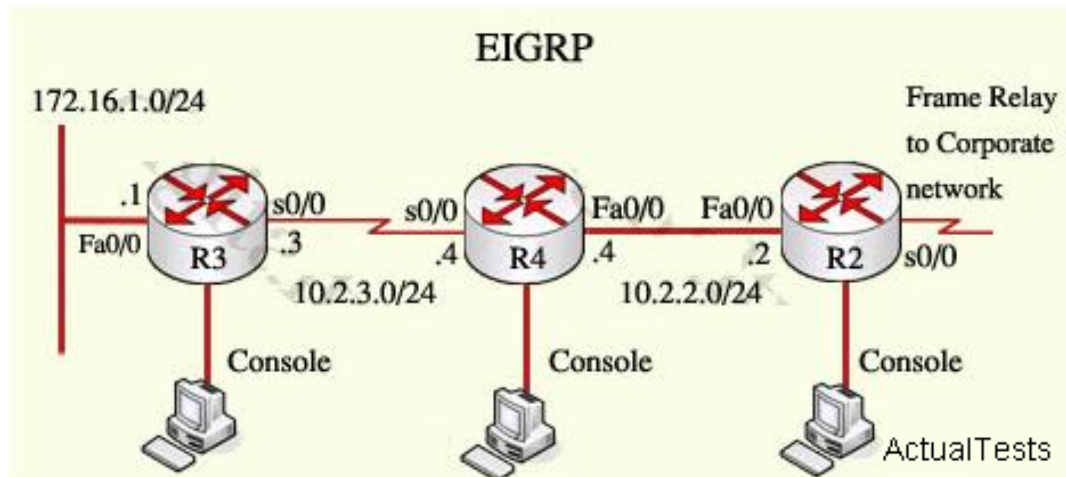 EIGRP
172.16.1.0/24
Frame Relay
to Corporate
network
.1
s0/0
s0/0
Fa0/0
Fa0/0
Fa0/0
R3
.3
.4
R4
.4
.2
R2
s0/0
10.2.3.0/24
10.2.2.0/24
Console
Console
Console
ActualTests